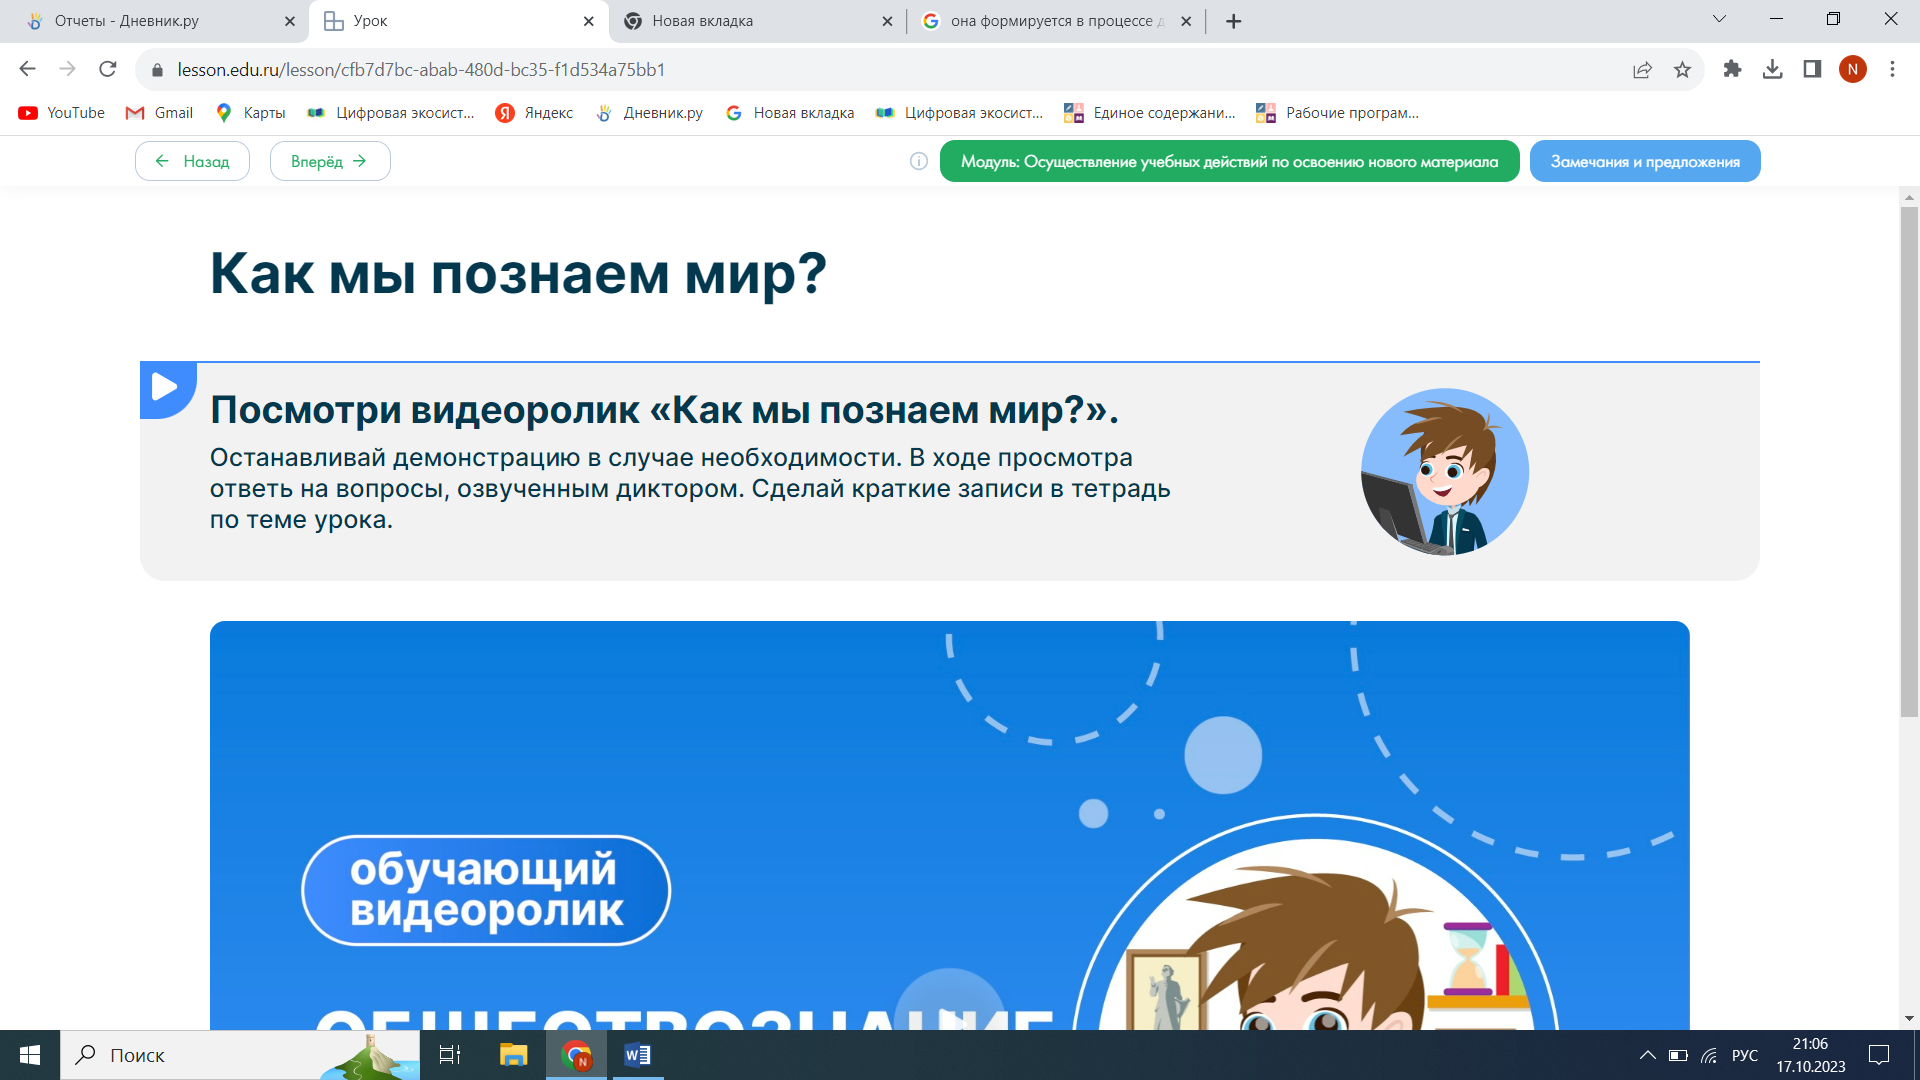 Отчеты - Дневник.ру
Урок
Новая вкладка
она формируется в процессе д
lesson.edu.ru/lesson/cfb7d7bc-abab-480d-bc35-f1d534a75bb1
N
YouTube
Gmail
Карты
Цифровая экосист...
Яндекс
Дневник.ру
Новая вкладка
Цифровая экосист...
Единое содержани...
Рабочие програм...
Назад
Вперёд
Модуль: Осуществление учебных действий по освоению нового материала
Замечания и предложения
Как мы познаем мир?
Посмотри видеоролик «Как мы познаем мир?».
Останавливай демонстрацию в случае необходимости. В ходе просмотра
ответь на вопросы, озвученным диктором. Сделай краткие записи в тетрадь
по теме урока.
обучающий
видеоролик
ОБЩЕСТВОЗНАНИЕ
Поиск
РУС
21:06
17.10.2023